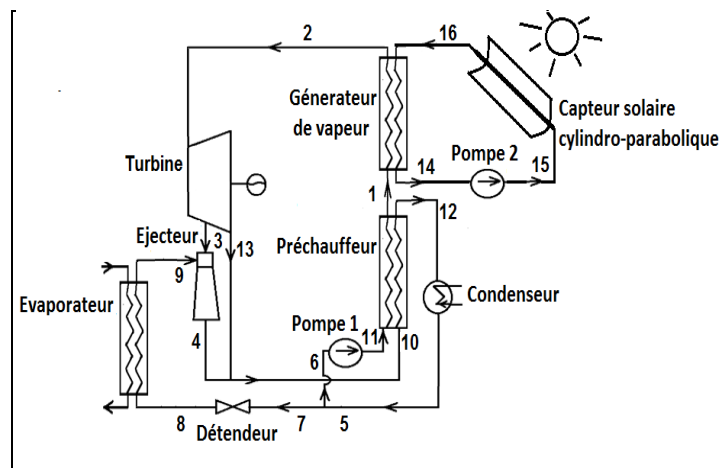 2
16
Génerateur
de vapeur
Capteur solaire
cylindro-parabolique
Turbine
14
Pompe 2
15
1
12
Ejecteur
3
13
Préchauffeur
9
Condenseur
Evaporateur
4
Pompe 1
11
10
6
8
Détendeur
7
5